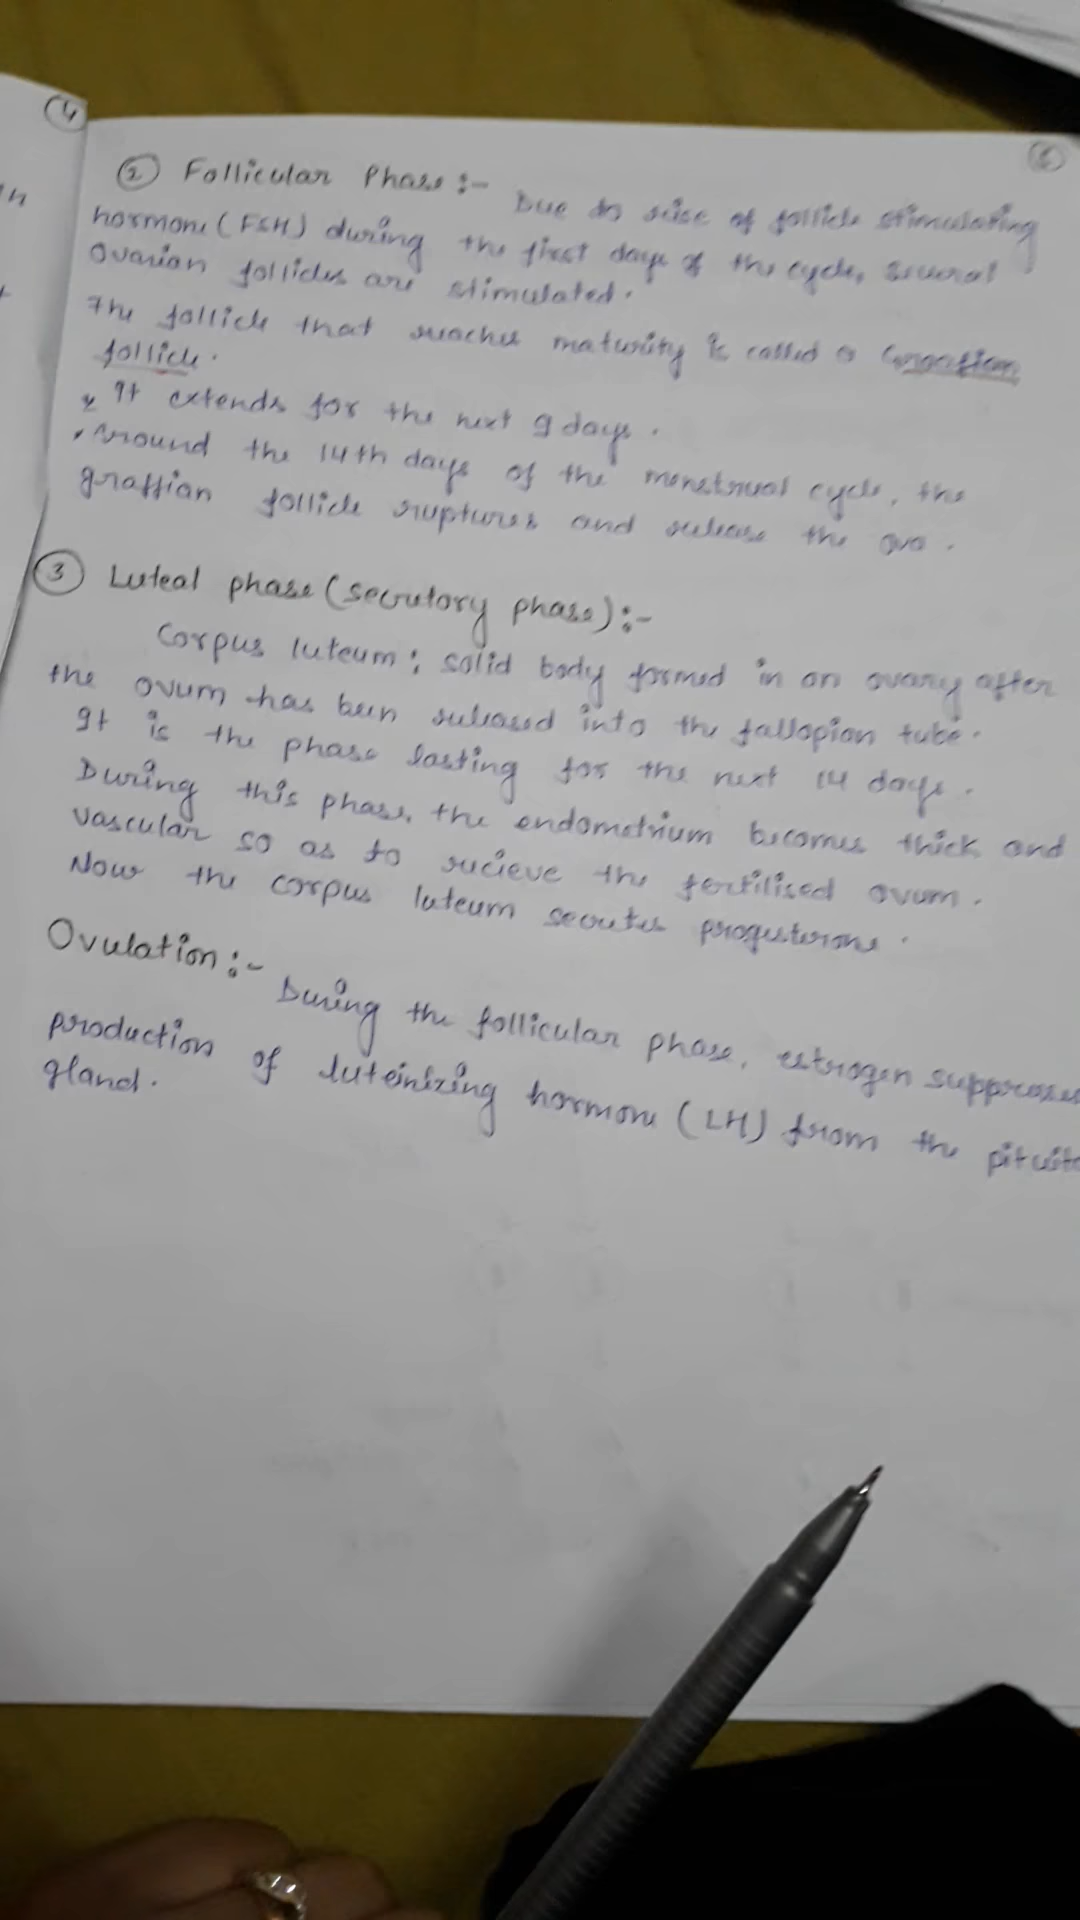 4
② Follicular Phase :- Due to rise of follicle stimulating
hormone (FSH) during the first days of the cycle, several
Ovarian follicles are stimulated.
The follicle that reaches maturity is called a
follicle.
* It extends for the next 9 days.
* Around the 14th days of the menstrual cycle, the
graffian follicle ruptures and release the ova.
③ Luteal phase (secrutory phase) :-
Corpus luteum ; solid body formed in an ovary after
the ovum has been released into the fallopian tube.
It is the phase lasting for the next 14 days.
During this phase, the endometrium becomes thick and
vascular so as to recieve the fertilised ovum.
Now the corpus luteum secretes progesterone.
Ovulation :- During the follicular phase, estrogen suppresses
production of luteinizing hormone (LH) from the
gland.